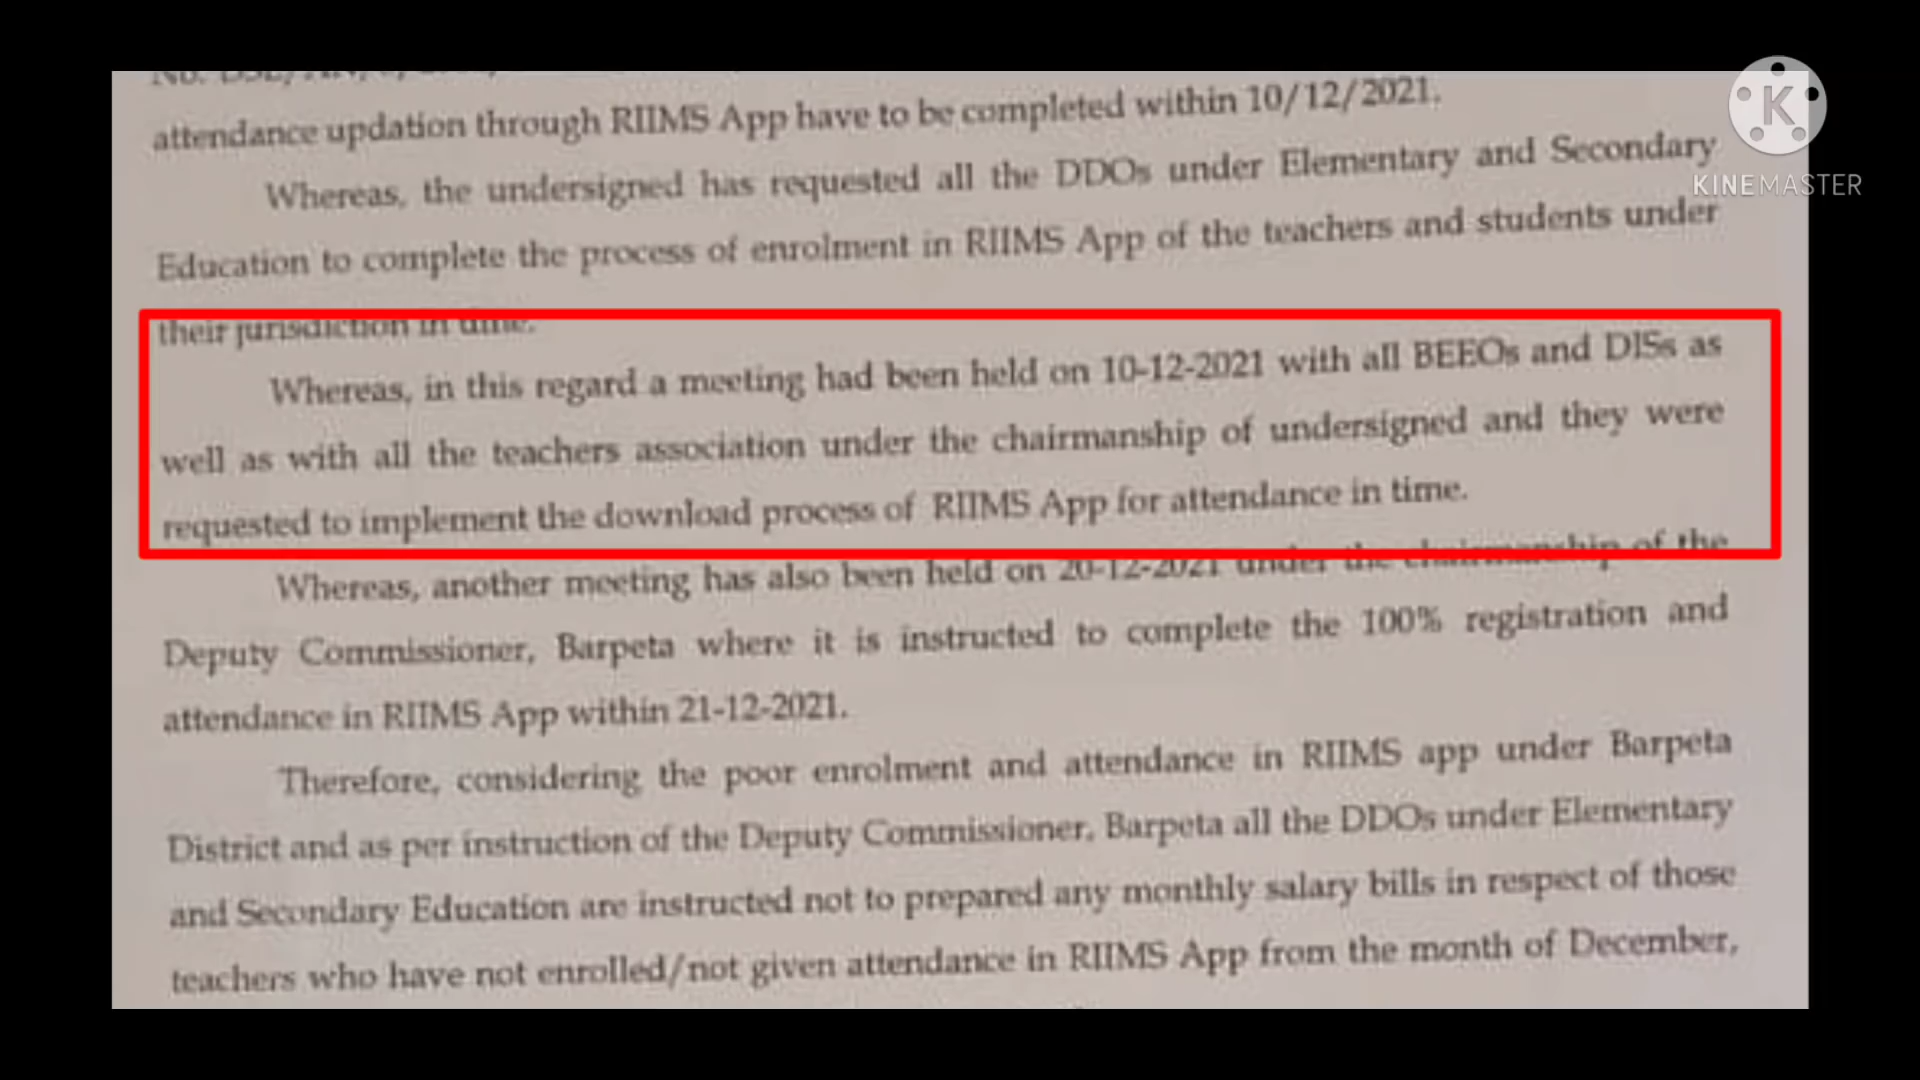 attendance updation through RIIMS App have to be completed within 10/12/2021.
Whereas, the undersigned has requested all the DDOs under Elementary and Secondary
Education to complete the process of enrolment in RIIMS App of the teachers and students under
their jurisdiction in time.
Whereas, in this regard a meeting had been held on 10-12-2021 with all BEEOs and DISs as
well as with all the teachers association under the chairmanship of undersigned and they were
requested to implement the download process of RIIMS App for attendance in time.
Whereas, another meeting has also been held on 20-12-2021 under the chairmanship of the
Deputy Commissioner, Barpeta where it is instructed to complete the 100% registration and
attendance in RIIMS App within 21-12-2021.
Therefore, considering the poor enrolment and attendance in RIIMS app under Barpeta
District and as per instruction of the Deputy Commissioner, Barpeta all the DDOs under Elementary
and Secondary Education are instructed not to prepared any monthly salary bills in respect of those
teachers who have not enrolled/not given attendance in RIIMS App from the month of December,
K
KINEMASTER